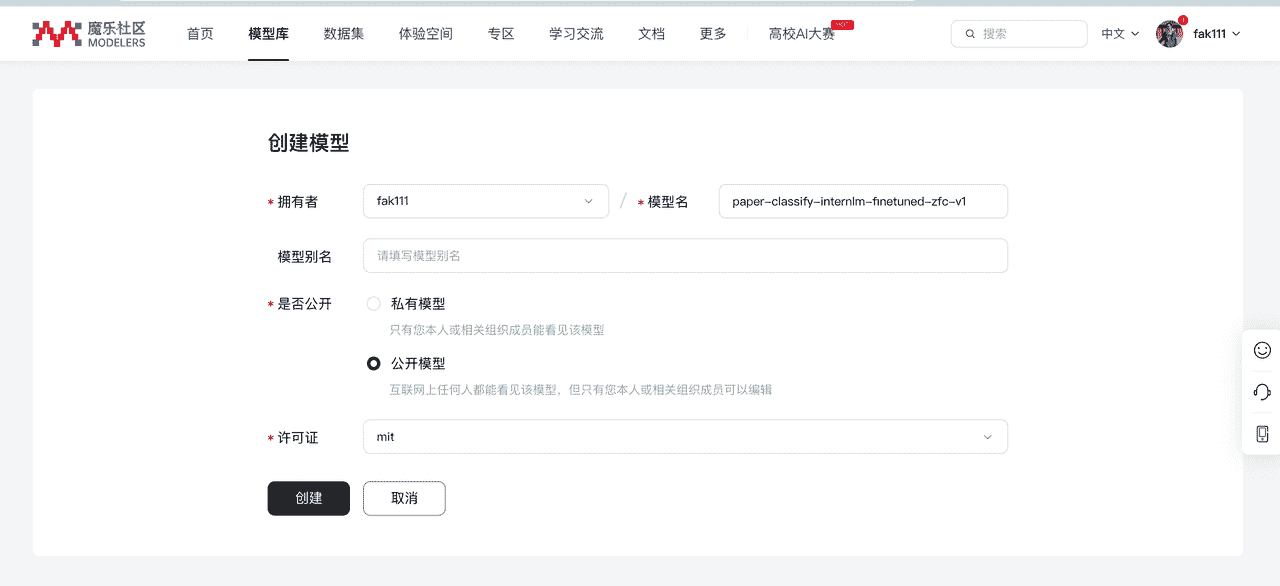 魔乐社区
MODELERS
首页 模型库 数据集 体验空间 专区 学习交流 文档 更多 高校AI大赛 HOT 搜索 中文 fak111
创建模型
* 拥有者 fak111 / * 模型名 paper-classify-internlm-finetuned-zfc-v1
模型别名 请填写模型别名
* 是否公开 私有模型
只有您本人或相关组织成员能看见该模型
公开模型
互联网上任何人都能看见该模型，但只有您本人或相关组织成员可以编辑
* 许可证 mit
创建 取消